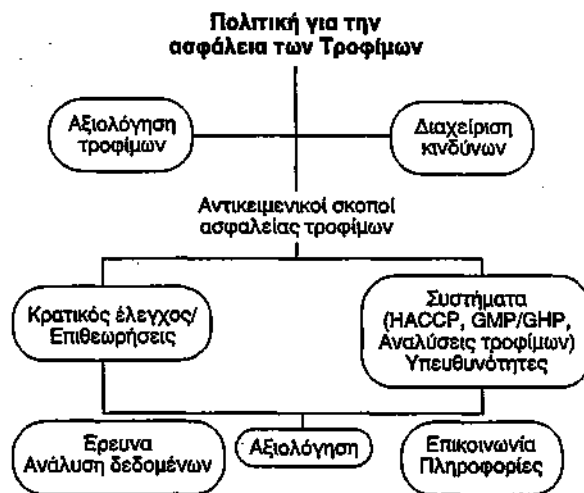 Πολιτική για την
ασφάλεια των Τροφίμων
Αξιολόγηση
τροφίμων
Διαχείριση
κινδύνων
Αντικειμενικοί σκοποί
ασφαλείας τροφίμων
Κρατικός έλεγχος/
Επιθεωρήσεις
Συστήματα
(HACCP, GMP/GHP,
Αναλύσεις τροφίμων)
Υπευθυνότητες
Έρευνα
Ανάλυση δεδομένων
Αξιολόγηση
Επικοινωνία
Πληροφορίες